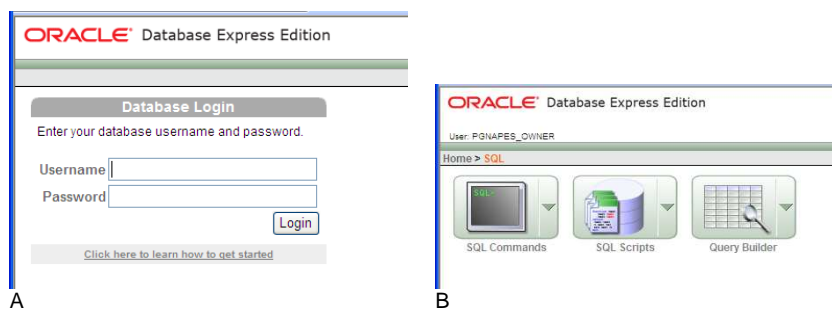 ORACLE® Database Express Edition
Database Login
Enter your database username and password.
Username
Password
Login
Click here to learn how to get started
A
ORACLE® Database Express Edition
User: PGNAPES_OWNER
Home > SQL
SQL>
SQL Commands
SQL Scripts
Query Builder
B